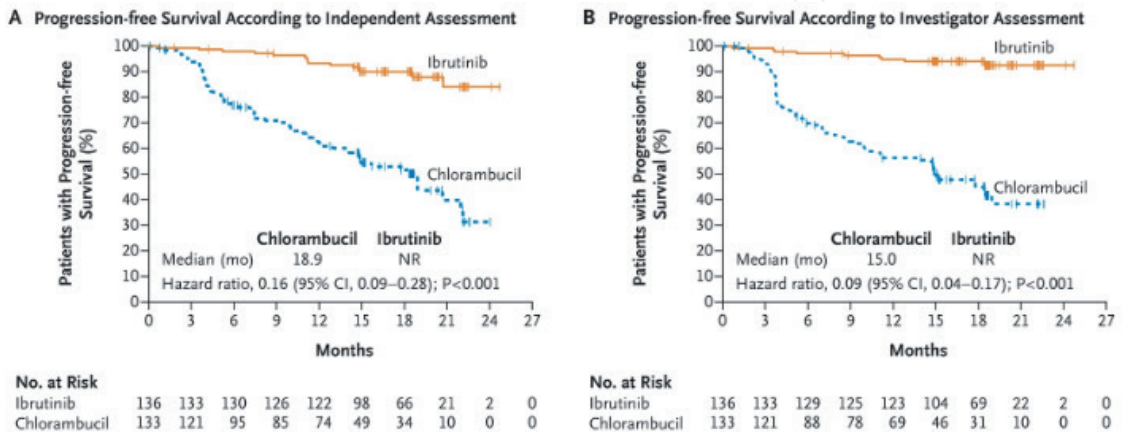 A Progression-free Survival According to Independent Assessment
Patients with Progression-free
Survival (%)
100
90
80
70
60
50
40
30
20
10
0
Ibrutinib
Chlorambucil
Chlorambucil Ibrutinib
Median (mo) 18.9 NR
Hazard ratio, 0.16 (95% CI, 0.09–0.28); P<0.001
0 3 6 9 12 15 18 21 24 27
Months
No. at Risk
Ibrutinib 136 133 130 126 122 98 66 21 2 0
Chlorambucil 133 121 95 85 74 49 34 10 0 0
B Progression-free Survival According to Investigator Assessment
Patients with Progression-free
Survival (%)
100
90
80
70
60
50
40
30
20
10
0
Ibrutinib
Chlorambucil
Chlorambucil Ibrutinib
Median (mo) 15.0 NR
Hazard ratio, 0.09 (95% CI, 0.04–0.17); P<0.001
0 3 6 9 12 15 18 21 24 27
Months
No. at Risk
Ibrutinib 136 133 129 125 123 104 69 22 2 0
Chlorambucil 133 121 88 78 69 46 31 10 0 0